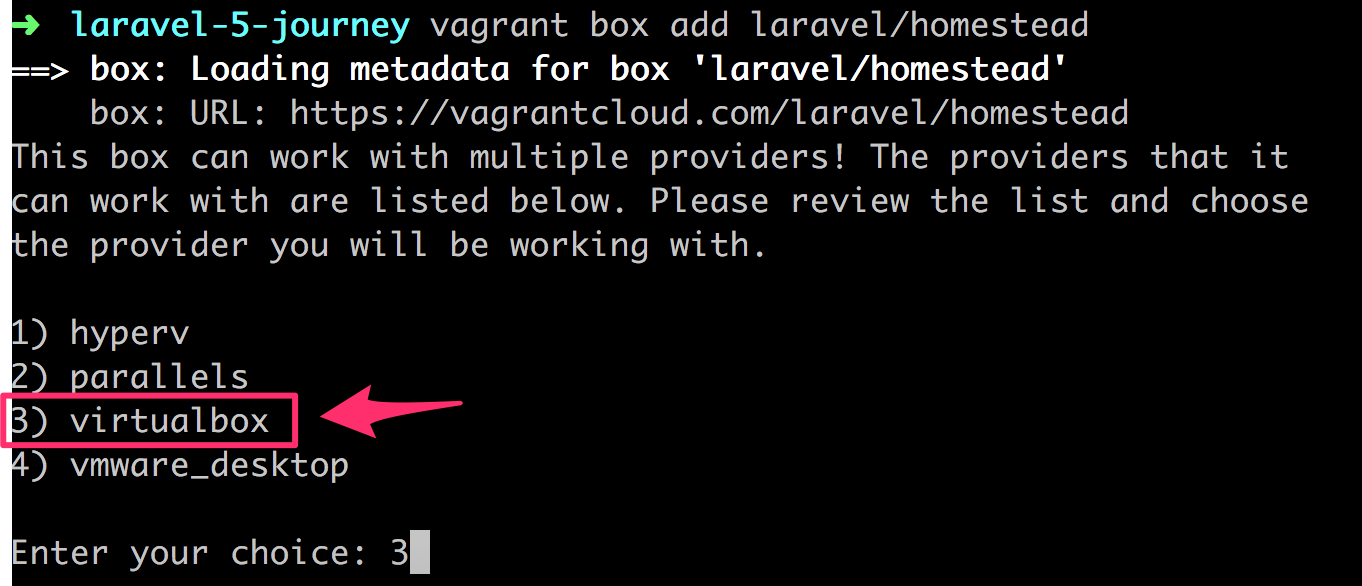 ➜ laravel-5-journey vagrant box add laravel/homestead
==> box: Loading metadata for box 'laravel/homestead'
box: URL: https://vagrantcloud.com/laravel/homestead
This box can work with multiple providers! The providers that it
can work with are listed below. Please review the list and choose
the provider you will be working with.
1) hyperv
2) parallels
3) virtualbox
4) vmware_desktop
Enter your choice: 3